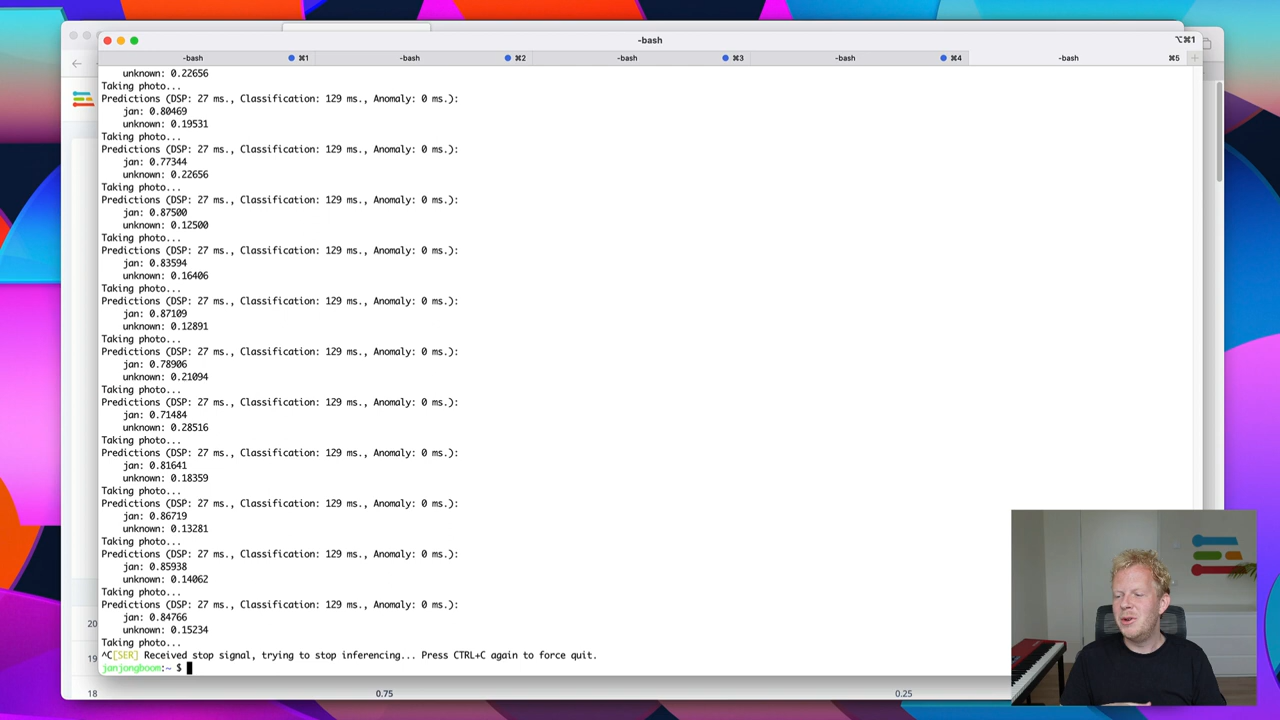 -bash
⌥⌘1
-bash
⌘1
-bash
⌘2
-bash
⌘3
-bash
⌘4
-bash
⌘5
unknown: 0.22656
Taking photo...
Predictions (DSP: 27 ms., Classification: 129 ms., Anomaly: 0 ms.):
jan: 0.80469
unknown: 0.19531
Taking photo...
Predictions (DSP: 27 ms., Classification: 129 ms., Anomaly: 0 ms.):
jan: 0.77344
unknown: 0.22656
Taking photo...
Predictions (DSP: 27 ms., Classification: 129 ms., Anomaly: 0 ms.):
jan: 0.87500
unknown: 0.12500
Taking photo...
Predictions (DSP: 27 ms., Classification: 129 ms., Anomaly: 0 ms.):
jan: 0.83594
unknown: 0.16406
Taking photo...
Predictions (DSP: 27 ms., Classification: 129 ms., Anomaly: 0 ms.):
jan: 0.87109
unknown: 0.12891
Taking photo...
Predictions (DSP: 27 ms., Classification: 129 ms., Anomaly: 0 ms.):
jan: 0.78906
unknown: 0.21094
Taking photo...
Predictions (DSP: 27 ms., Classification: 129 ms., Anomaly: 0 ms.):
jan: 0.71484
unknown: 0.28516
Taking photo...
Predictions (DSP: 27 ms., Classification: 129 ms., Anomaly: 0 ms.):
jan: 0.81641
unknown: 0.18359
Taking photo...
Predictions (DSP: 27 ms., Classification: 129 ms., Anomaly: 0 ms.):
jan: 0.86719
unknown: 0.13281
Taking photo...
Predictions (DSP: 27 ms., Classification: 129 ms., Anomaly: 0 ms.):
jan: 0.85938
unknown: 0.14062
Taking photo...
Predictions (DSP: 27 ms., Classification: 129 ms., Anomaly: 0 ms.):
jan: 0.84766
unknown: 0.15234
Taking photo...
^C[SER] Received stop signal, trying to stop inferencing... Press CTRL+C again to force quit.
janjongboom:~ $
20
19
18 0.75 0.25